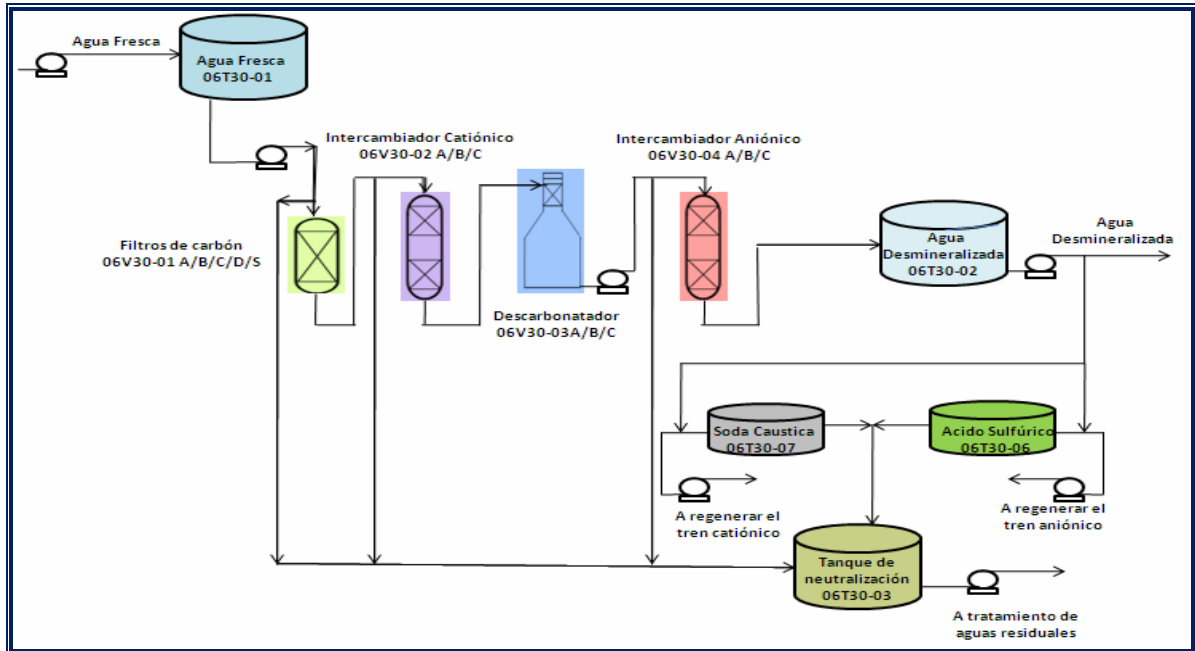 Agua Fresca
Agua Fresca
06T30-01
Intercambiador Catiónico
06V30-02 A/B/C
Intercambiador Aniónico
06V30-04 A/B/C
Filtros de carbón
06V30-01 A/B/C/D/S
Descarbonatador
06V30-03A/B/C
Agua
Desmineralizada
06T30-02
Agua
Desmineralizada
Soda Caustica
06T30-07
Acido Sulfúrico
06T30-06
A regenerar el
tren catiónico
A regenerar el
tren aniónico
Tanque de
neutralización
06T30-03
A tratamiento de
aguas residuales